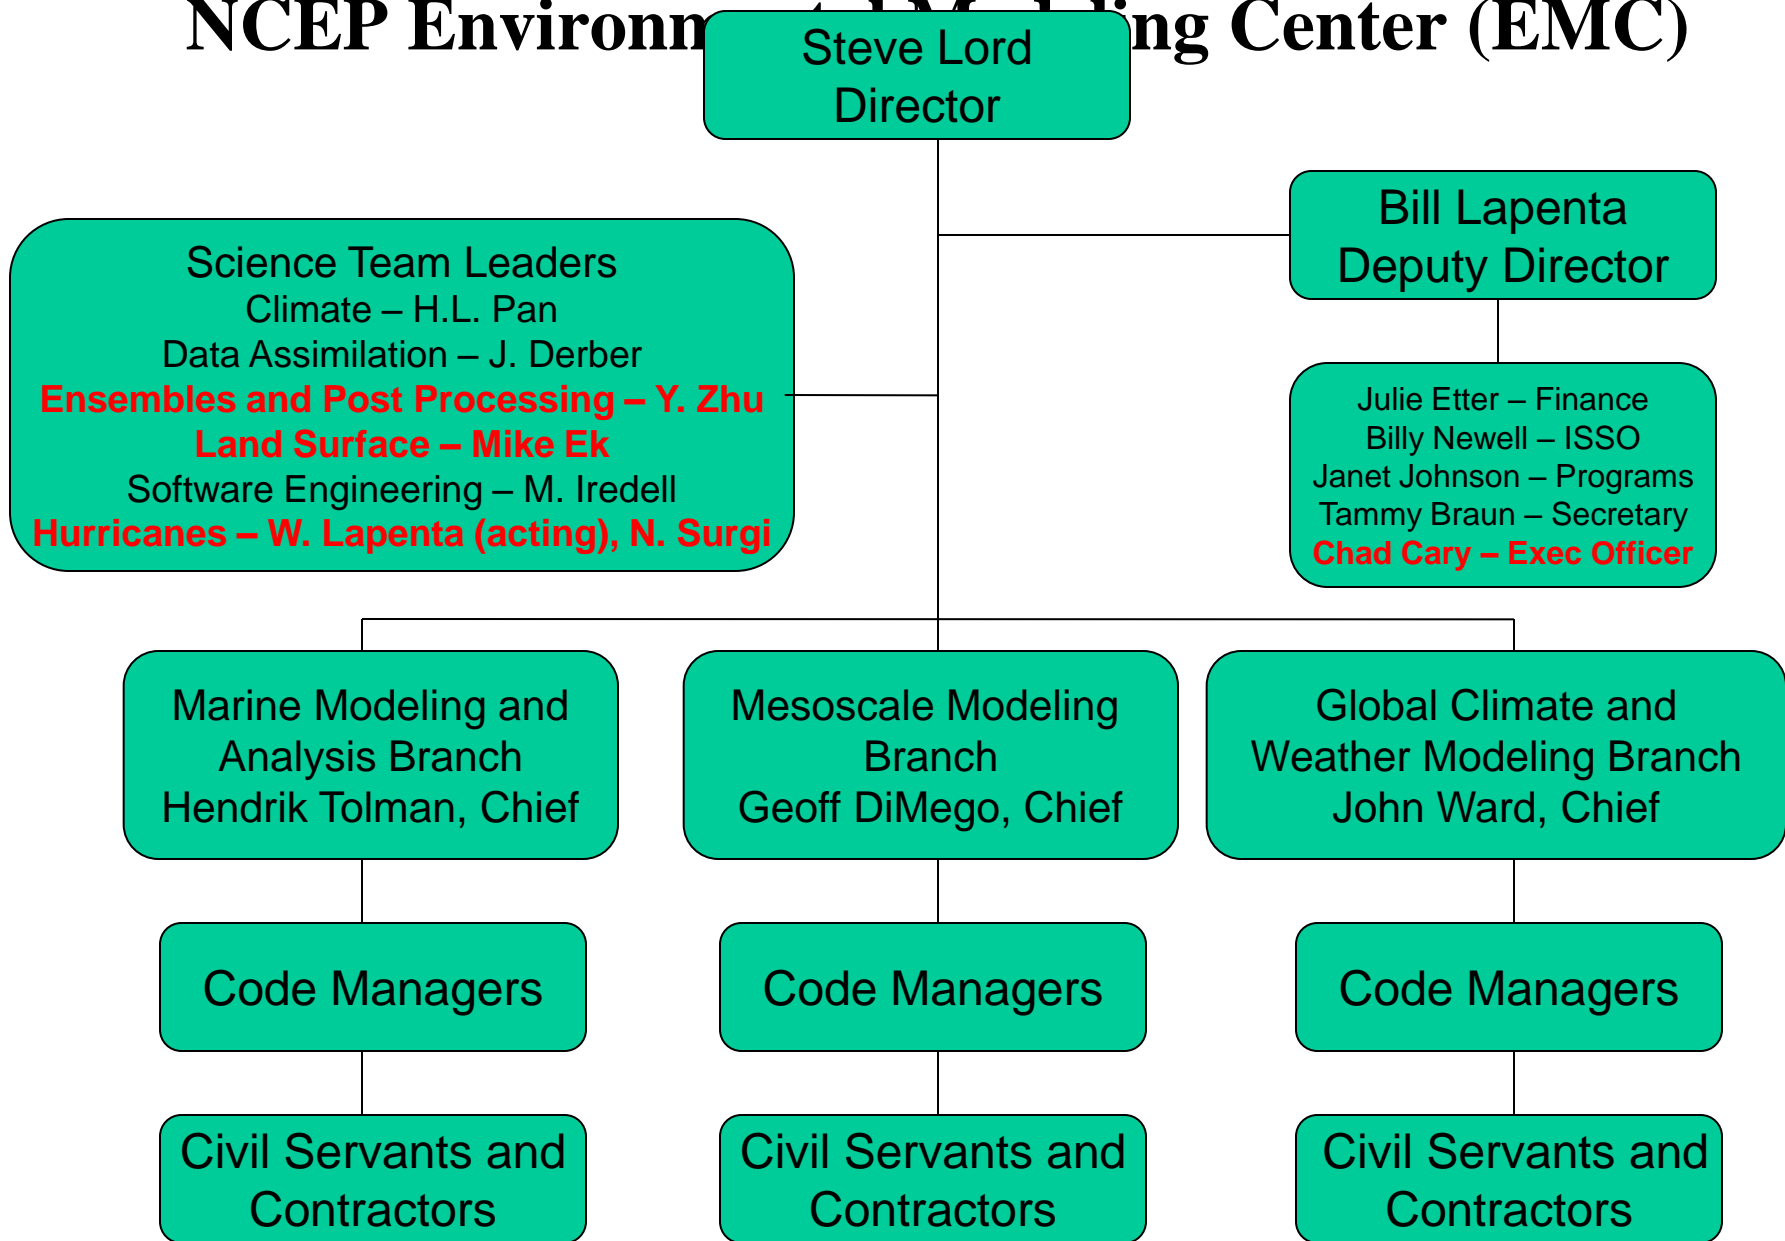 NCEP Environ ing Center (EMC)
Steve Lord
Director
Bill Lapenta
Deputy Director
Science Team Leaders
Climate – H.L. Pan
Data Assimilation – J. Derber
Ensembles and Post Processing – Y. Zhu
Land Surface – Mike Ek
Software Engineering – M. Iredell
Hurricanes – W. Lapenta (acting), N. Surgi
Julie Etter – Finance
Billy Newell – ISSO
Janet Johnson – Programs
Tammy Braun – Secretary
Chad Cary – Exec Officer
Marine Modeling and
Analysis Branch
Hendrik Tolman, Chief
Mesoscale Modeling
Branch
Geoff DiMego, Chief
Global Climate and
Weather Modeling Branch
John Ward, Chief
Code Managers
Code Managers
Code Managers
Civil Servants and
Contractors
Civil Servants and
Contractors
Civil Servants and
Contractors